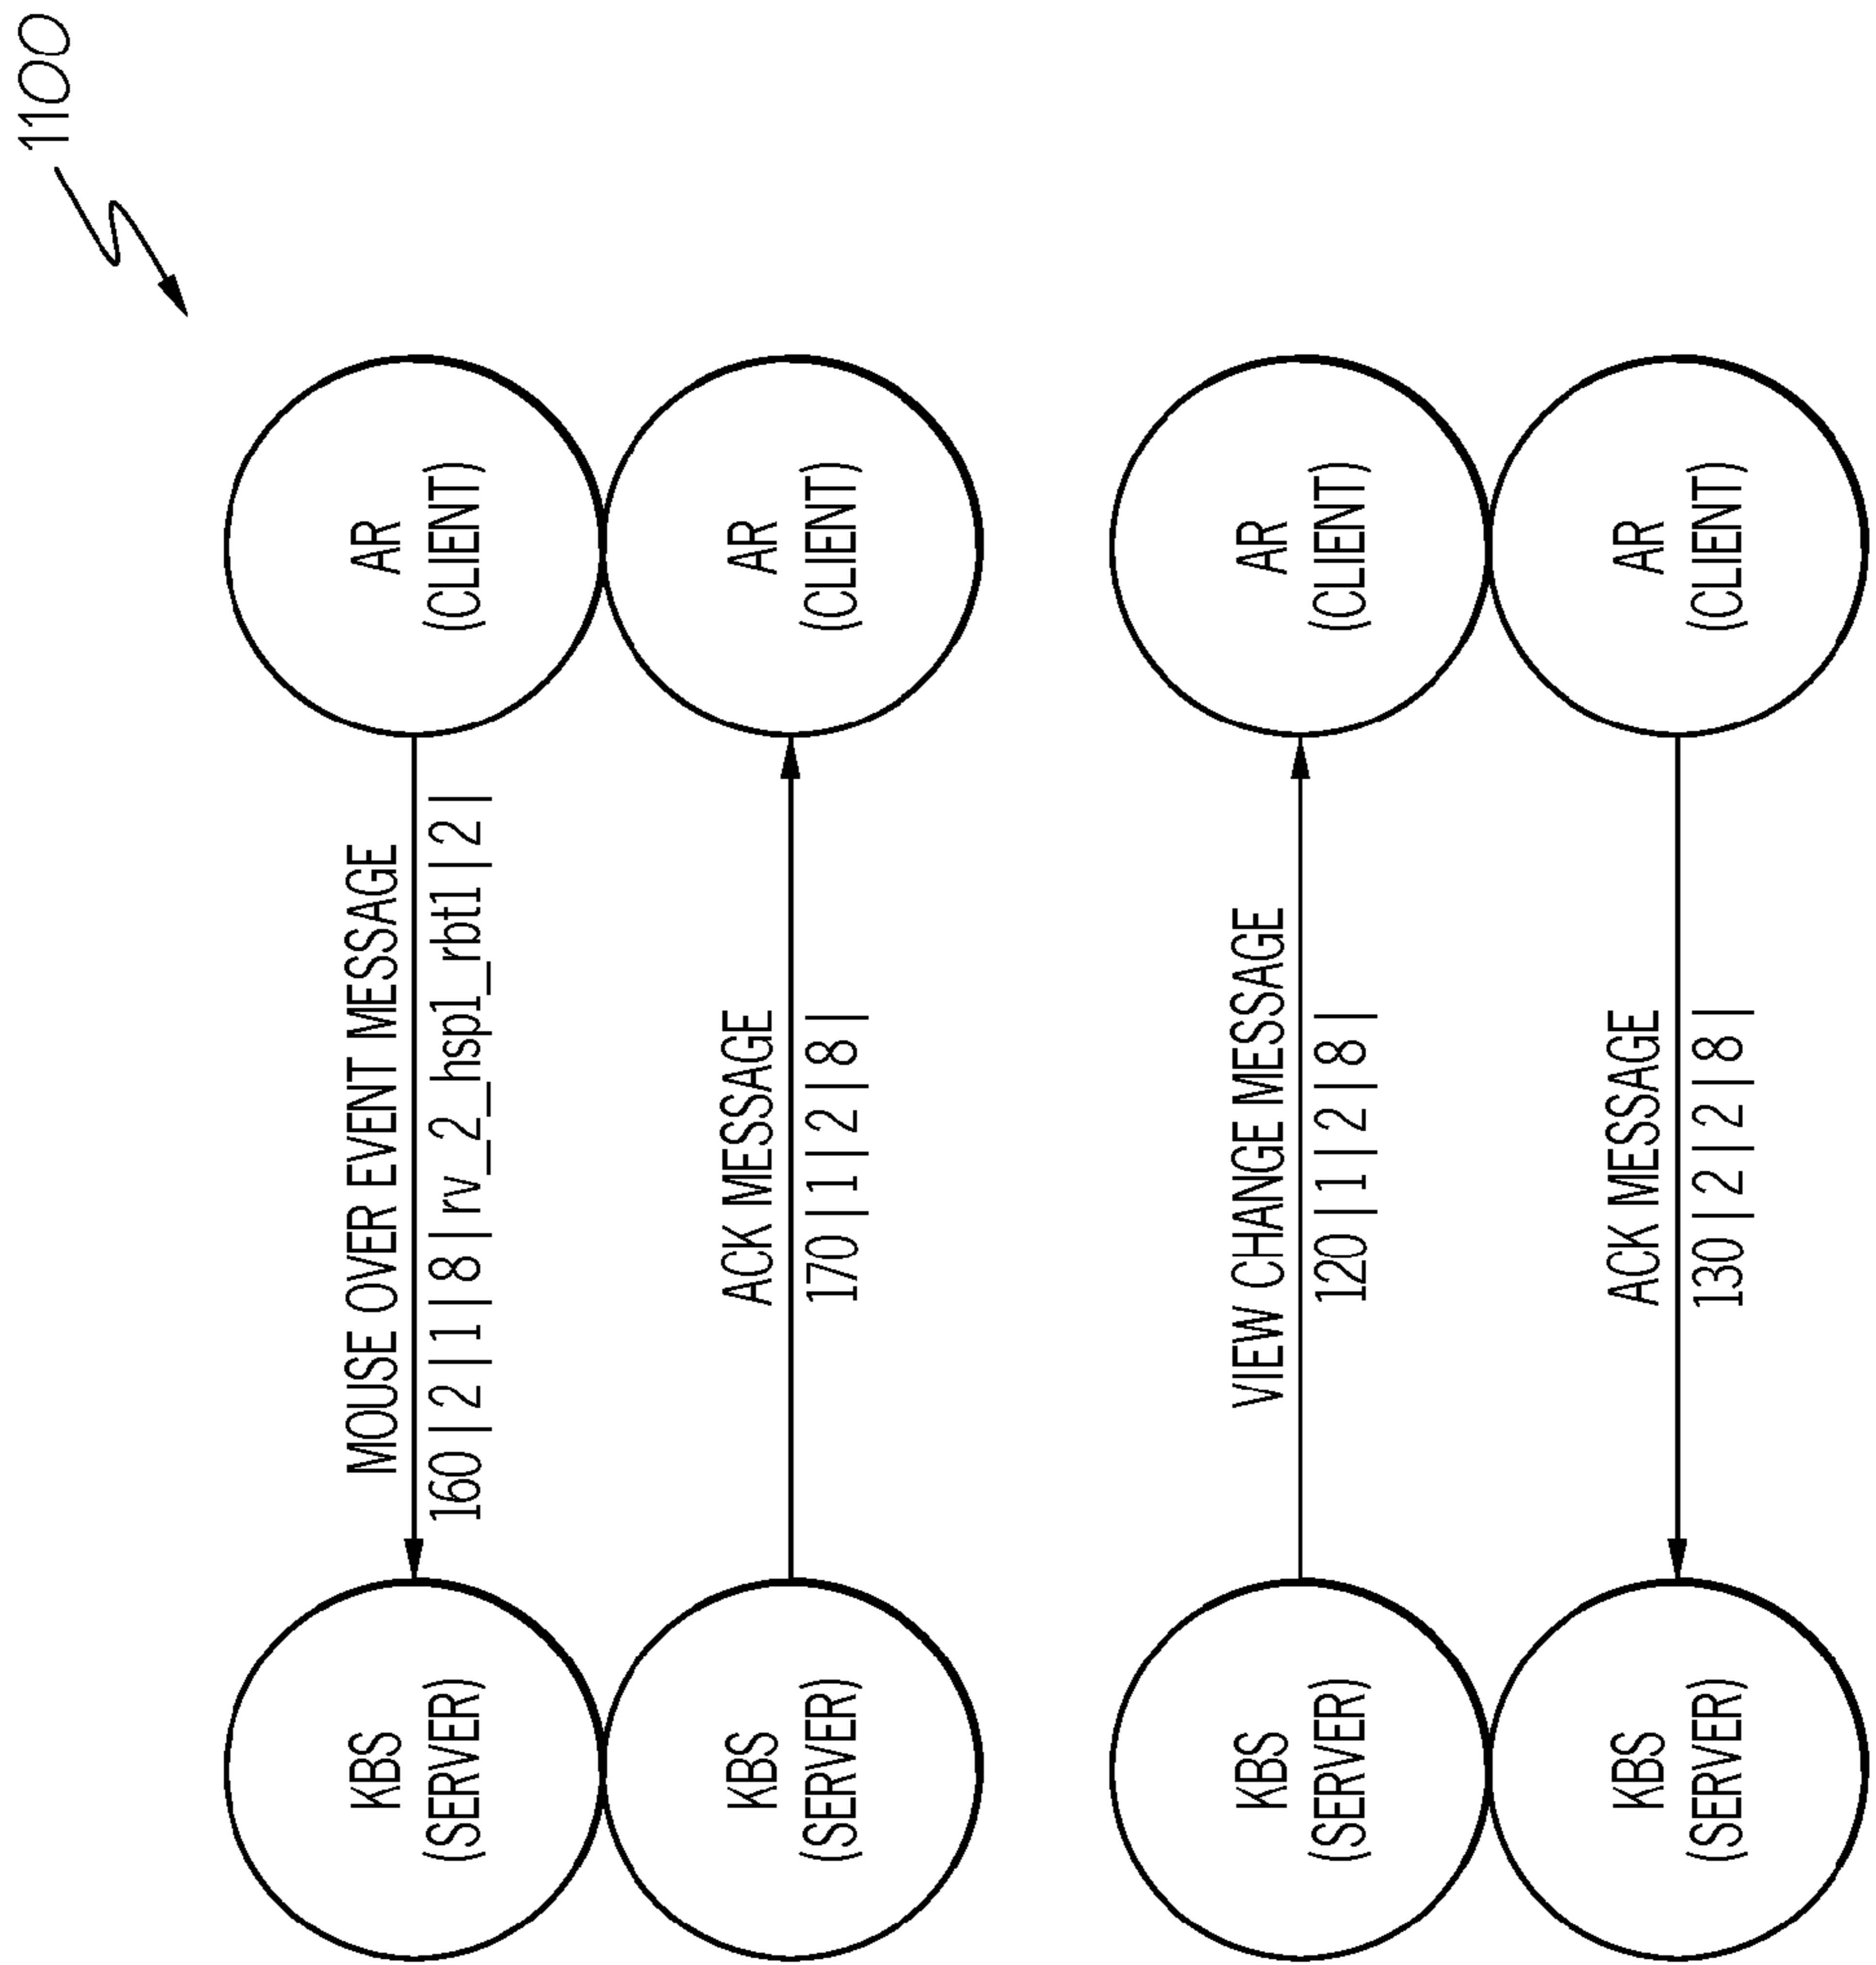 1100
KBS
(SERVER)
MOUSE OVER EVENT MESSAGE
160|2|1|8|rv_2_hsp1_rbt1|2|
AR
(CLIENT)
KBS
(SERVER)
ACK MESSAGE
170|1|2|8|
AR
(CLIENT)
KBS
(SERVER)
VIEW CHANGE MESSAGE
120|1|2|8|
AR
(CLIENT)
KBS
(SERVER)
ACK MESSAGE
130|2|2|8|
AR
(CLIENT)